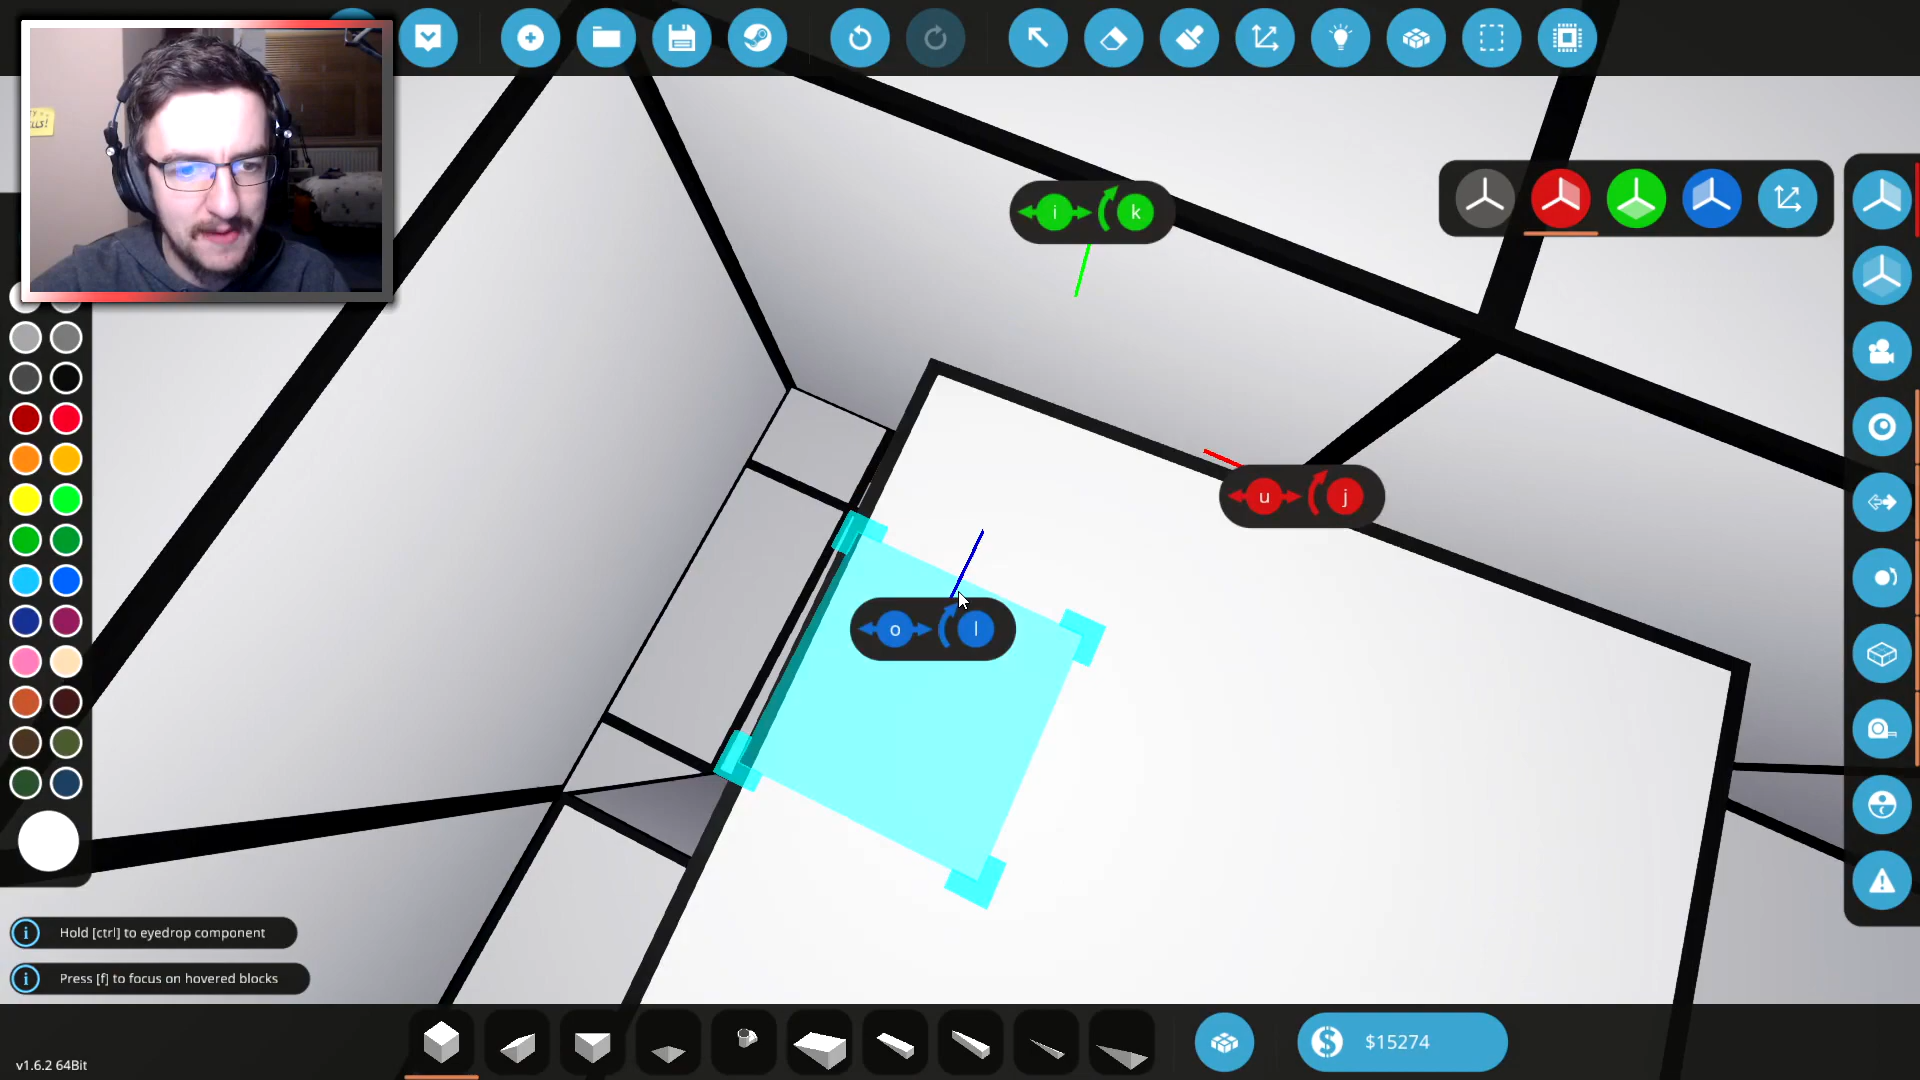 i k
u j
o l
Hold [ctrl] to eyedrop component
Press [f] to focus on hovered blocks
v1.6.2 64Bit
$15274